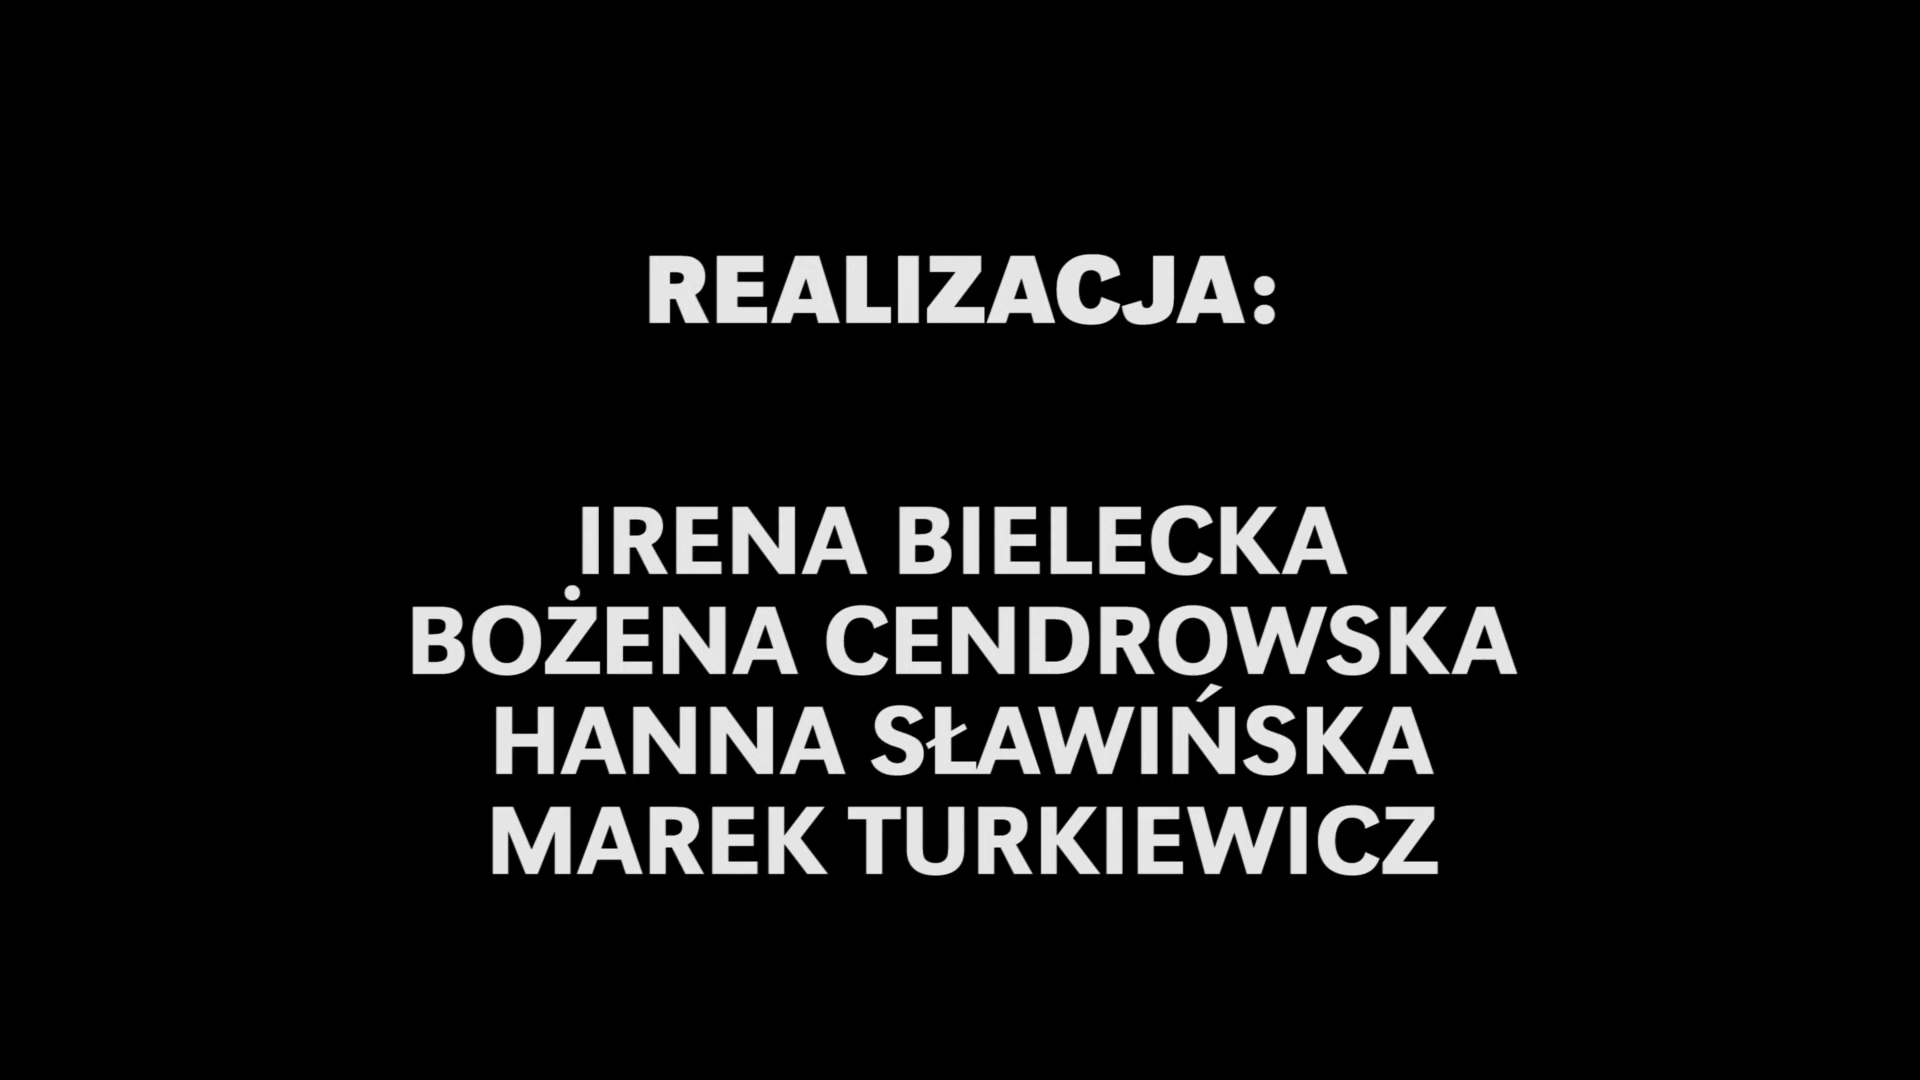 REALIZACJA:
IRENA BIELECKA
BOŻENA CENDROWSKA
HANNA SŁAWIŃSKA
MAREK TURKIEWICZ